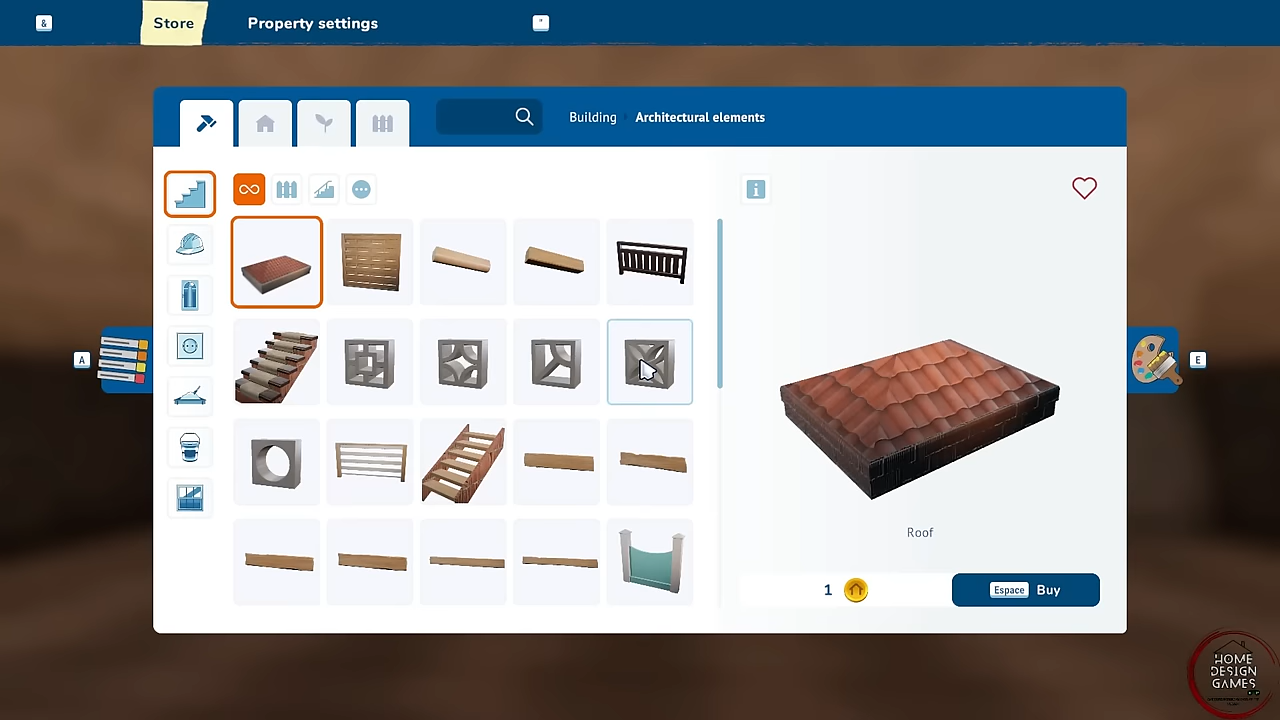 &
Store
Property settings
"
Building
Architectural elements
A
E
Roof
1
Espace
Buy
HOME
DESIGN
GAMES